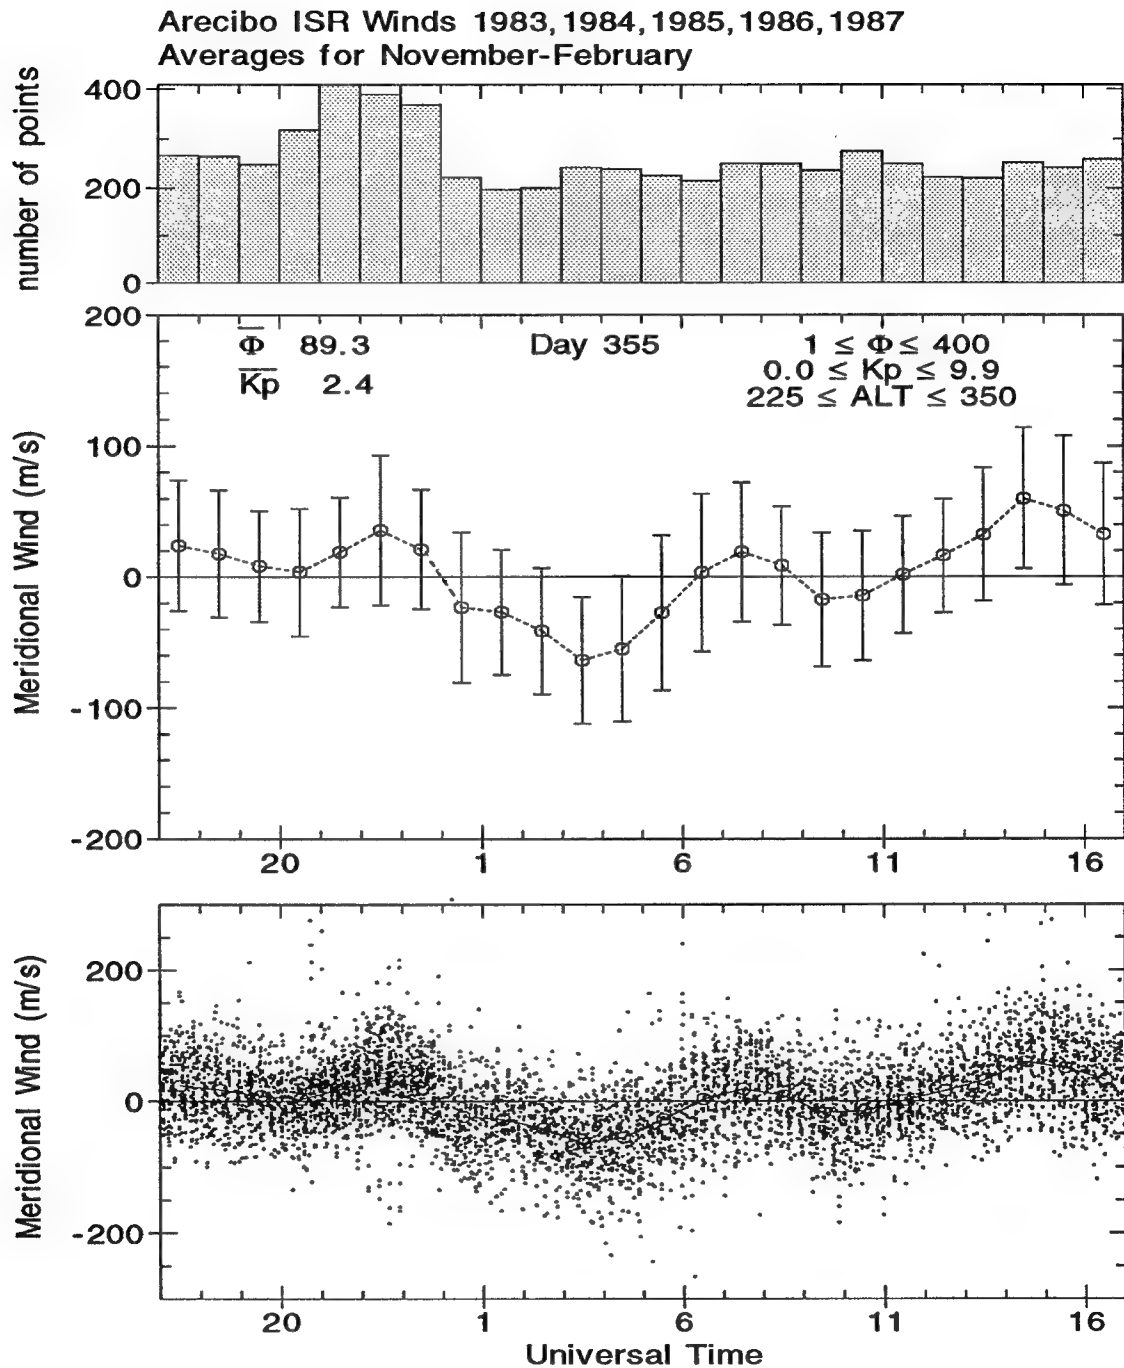 Arecibo ISR Winds 1983,1984,1985,1986,1987
Averages for November-February
number of points
400
200
0
Meridional Wind (m/s)
200
100
0
-100
-200
Φ̅ 89.3
K̅p̅ 2.4
Day 355
1 ≤ Φ ≤ 400
0.0 ≤ Kp ≤ 9.9
225 ≤ ALT ≤ 350
20 1 6 11 16
Meridional Wind (m/s)
200
0
-200
20 1 6 11 16
Universal Time